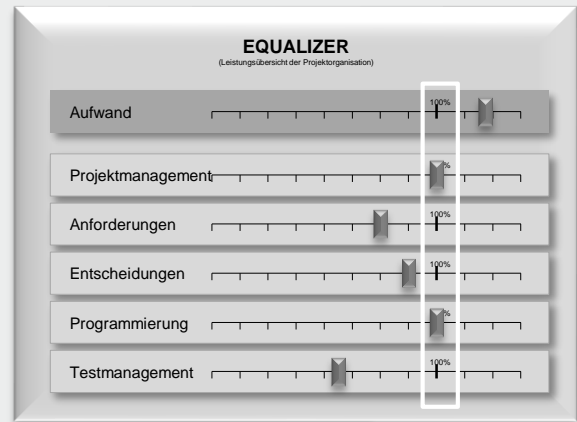 EQUALIZER
(Leistungsübersicht der Projektorganisation)
Aufwand
100%
Projektmanagement
%
Anforderungen
100%
Entscheidungen
100%
Programmierung
%
Testmanagement
100%